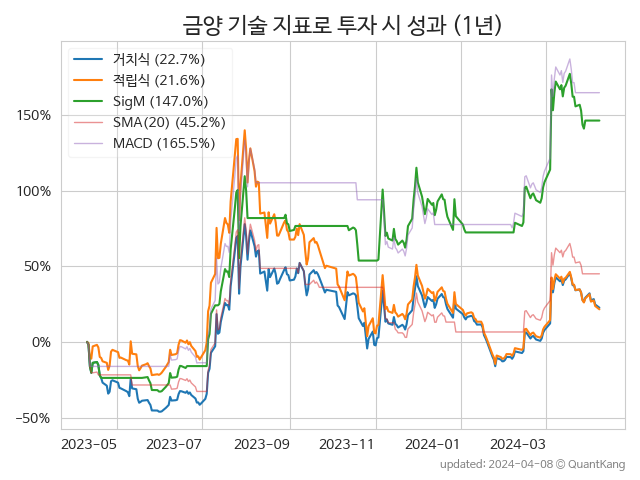 금양 기술 지표로 투자 시 성과 (1년)
거치식 (22.7%)
적립식 (21.6%)
SigM (147.0%)
SMA(20) (45.2%)
MACD (165.5%)
150%
100%
50%
0%
−50%
2023-05 2023-07 2023-09 2023-11 2024-01 2024-03
updated: 2024-04-08 © QuantKang